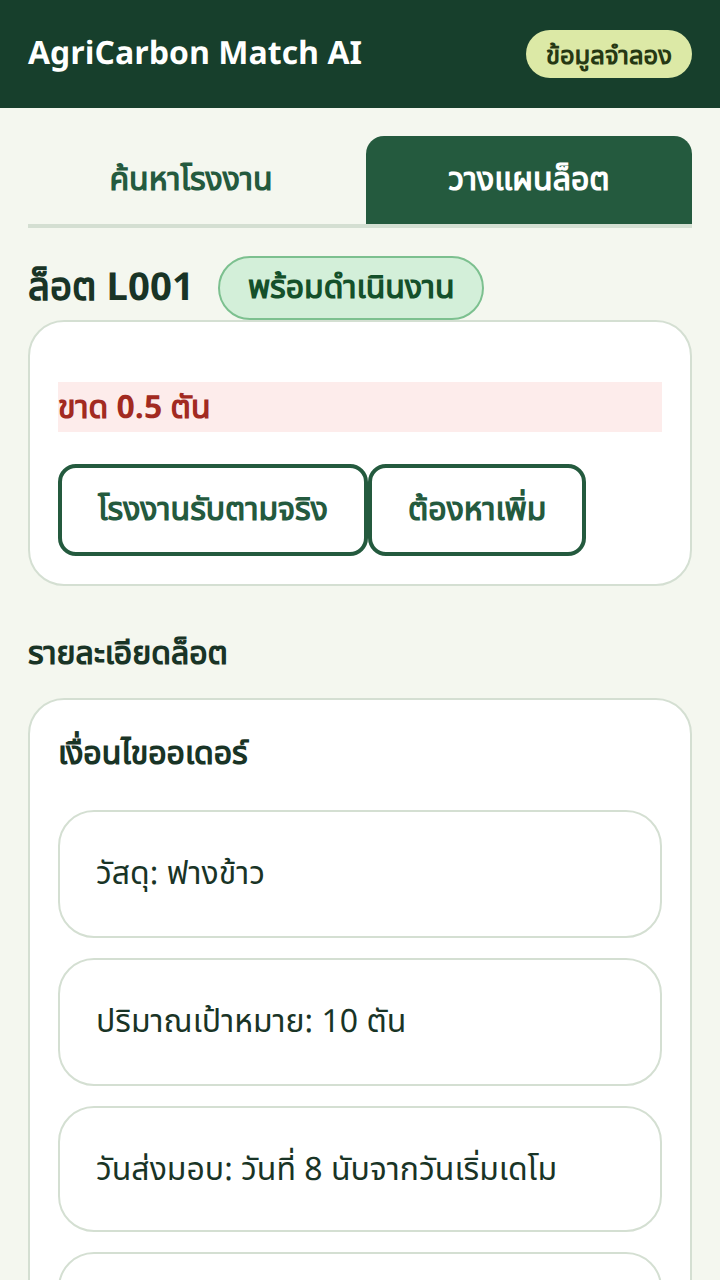 AgriCarbon Match AI
ข้อมูลจำลอง
ค้นหาโรงงาน
วางแผนล็อต
ล็อต L001
พร้อมดำเนินงาน
ขาด 0.5 ตัน
โรงงานรับตามจริง
ต้องหาเพิ่ม
รายละเอียดล็อต
เงื่อนไขออเดอร์
วัสดุ: ฟางข้าว
ปริมาณเป้าหมาย: 10 ตัน
วันส่งมอบ: วันที่ 8 นับจากวันเริ่มเดโม